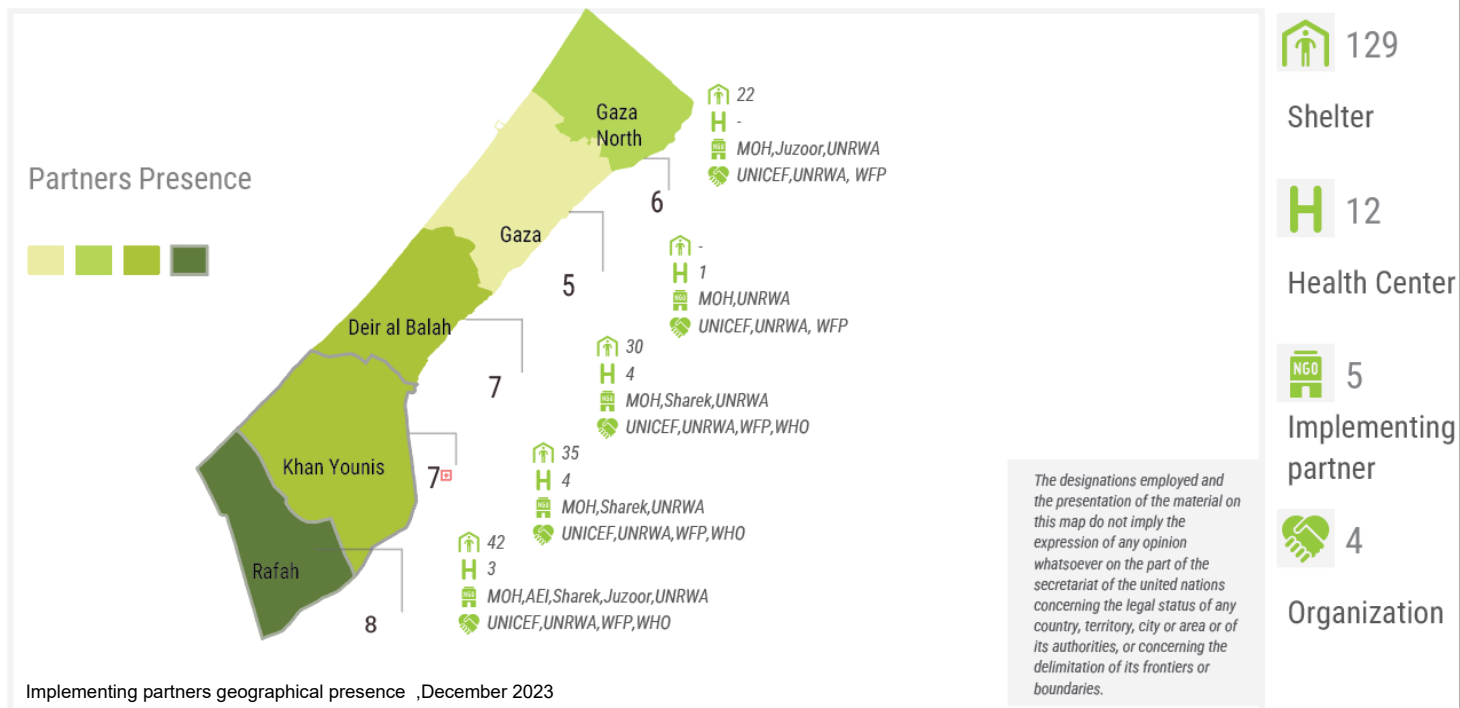 Partners Presence
Gaza
North
22
-
MOH,Juzoor,UNRWA
UNICEF,UNRWA, WFP
6
Gaza
-
1
MOH,UNRWA
UNICEF,UNRWA, WFP
5
Deir al Balah
30
4
MOH,Sharek,UNRWA
UNICEF,UNRWA,WFP,WHO
7
Khan Younis
35
4
MOH,Sharek,UNRWA
UNICEF,UNRWA,WFP,WHO
7
Rafah
42
3
MOH,AEI,Sharek,Juzoor,UNRWA
UNICEF,UNRWA,WFP,WHO
8
Implementing partners geographical presence  ,December 2023
The designations employed and
the presentation of the material on
this map do not imply the
expression of any opinion
whatsoever on the part of the
secretariat of the united nations
concerning the legal status of any
country, territory, city or area or of
its authorities, or concerning the
delimitation of its frontiers or
boundaries.
129
Shelter
H
12
Health Center
NGO
5
Implementing
partner
4
Organization